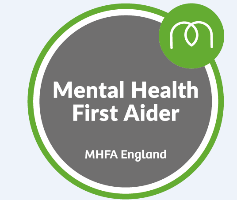 Mental Health
First Aider
MHFA England